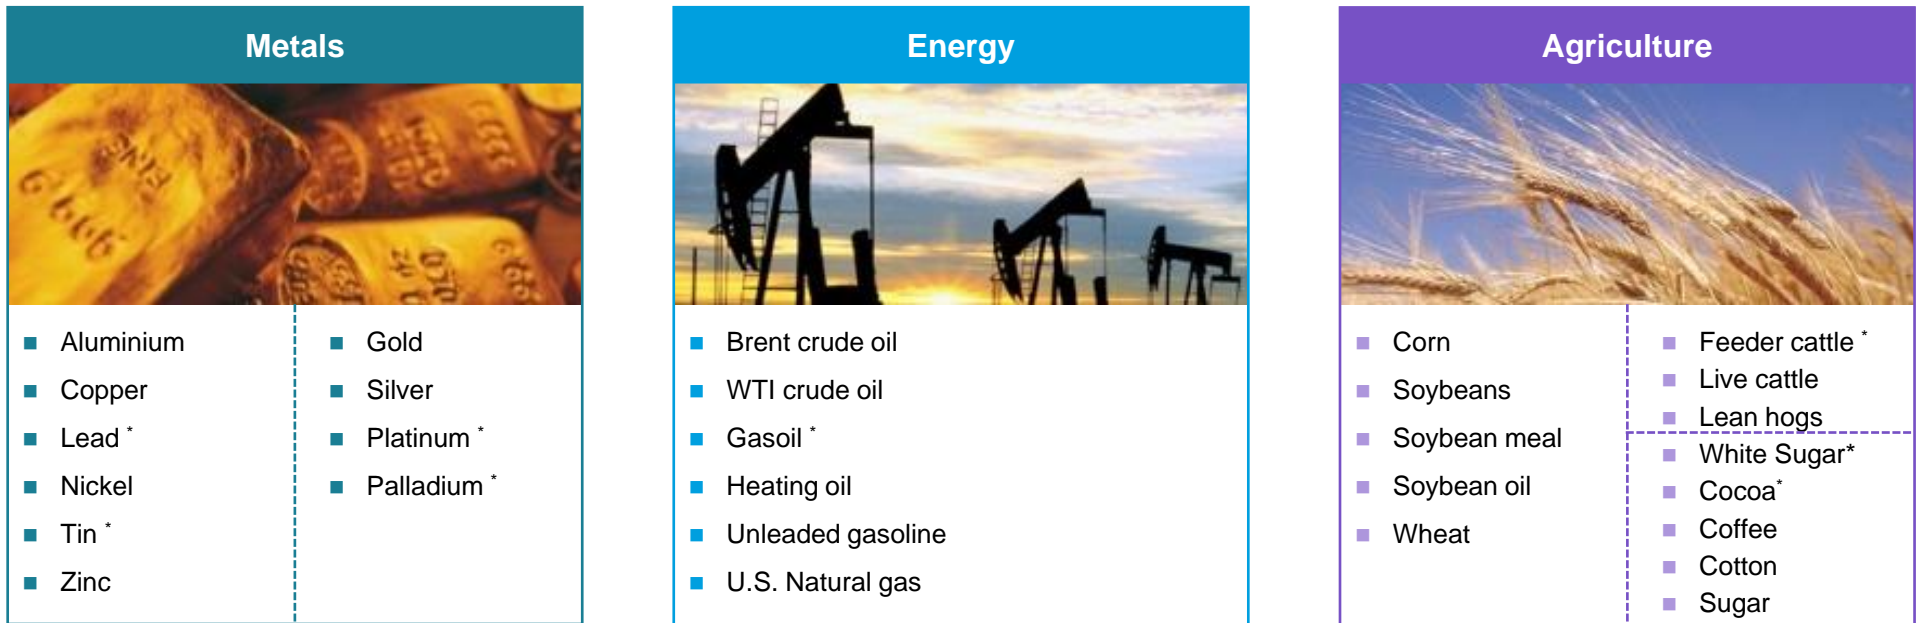 Metals
Aluminium
Copper
Lead *
Nickel
Tin *
Zinc
Gold
Silver
Platinum *
Palladium *
Energy
Brent crude oil
WTI crude oil
Gasoil *
Heating oil
Unleaded gasoline
U.S. Natural gas
Agriculture
Corn
Soybeans
Soybean meal
Soybean oil
Wheat
Feeder cattle *
Live cattle
Lean hogs
White Sugar*
Cocoa*
Coffee
Cotton
Sugar